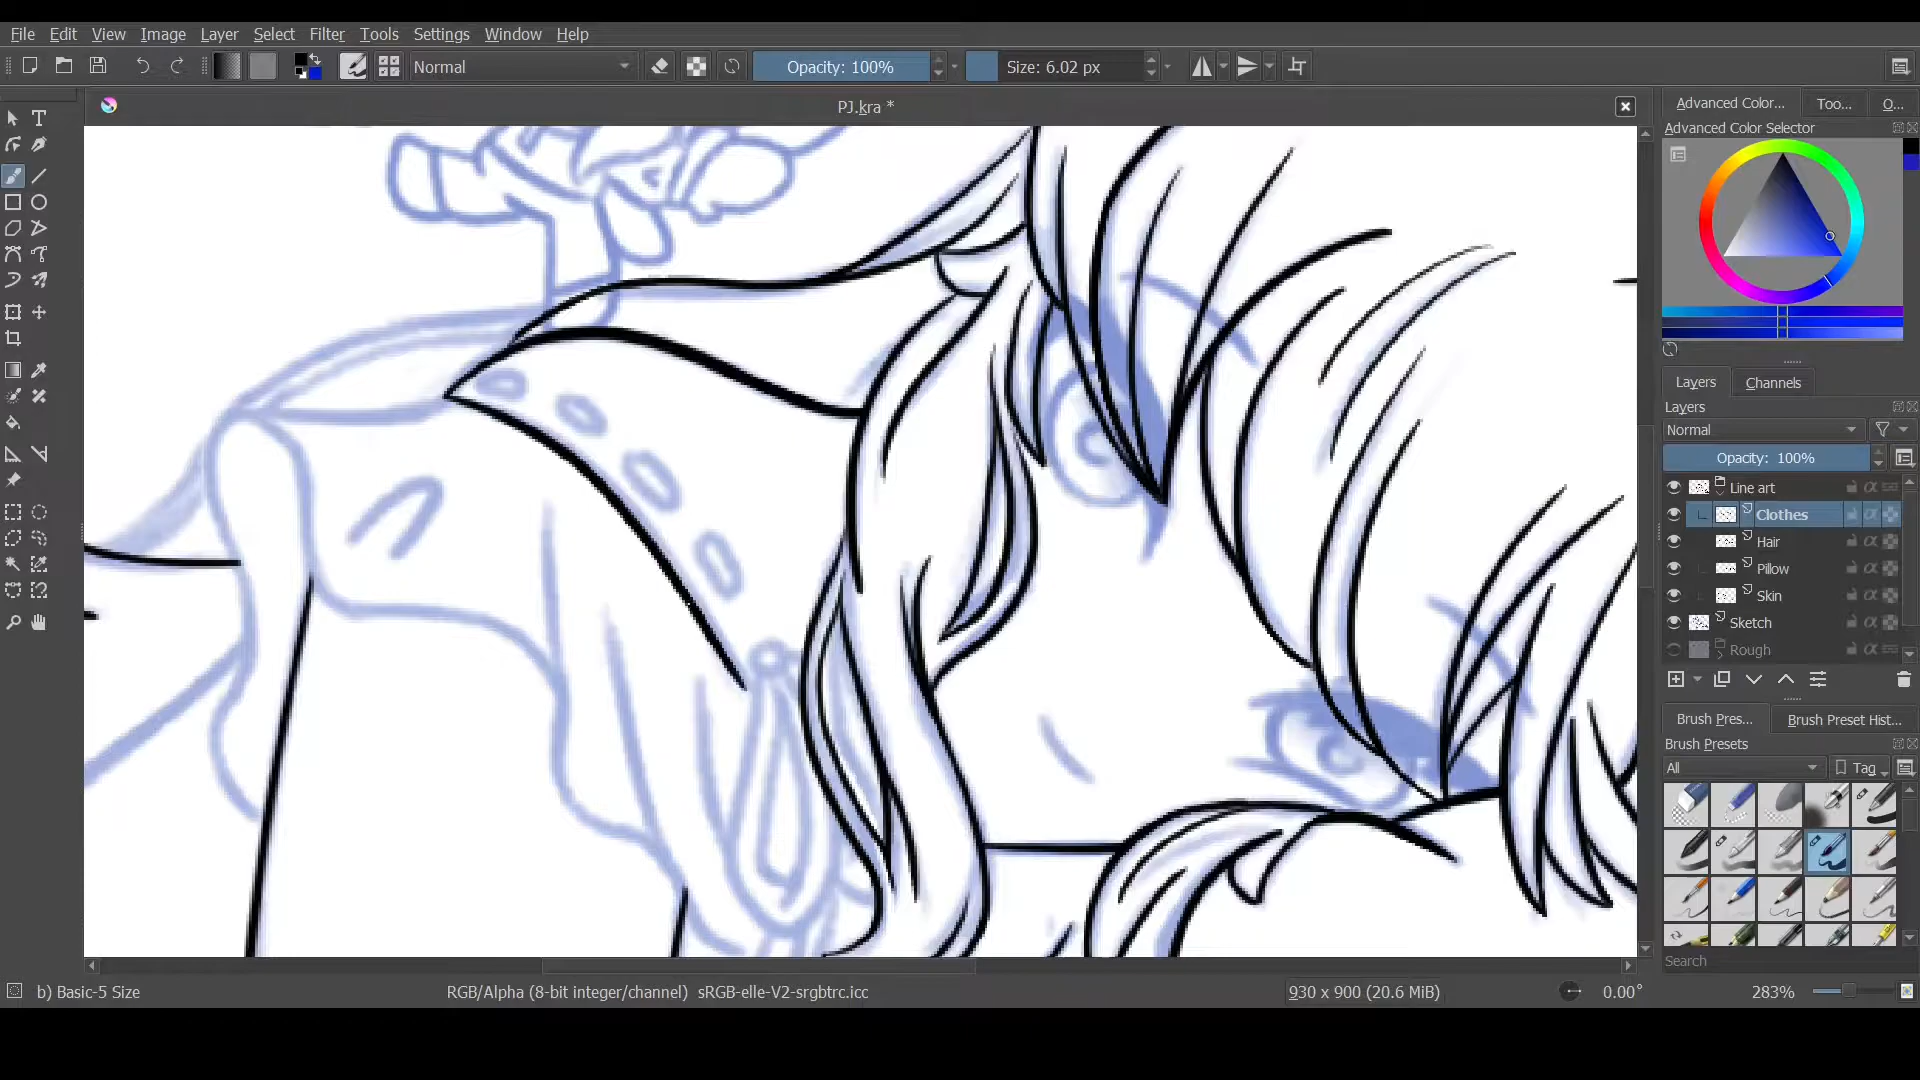 File Edit View Image Layer Select Filter Tools Settings Window Help
Normal Opacity: 100% Size: 6.02 px
PJ.kra *
Advanced Color... Too... O...
Advanced Color Selector
Layers Channels
Layers
Normal
Opacity: 100%
Line art
Clothes
Hair
Pillow
Skin
Sketch
Rough
Brush Pres... Brush Preset Hist...
Brush Presets
All Tag
Search
b) Basic-5 Size RGB/Alpha (8-bit integer/channel) sRGB-elle-V2-srgbtrc.icc 930 x 900 (20.6 MiB) 0.00° 283%